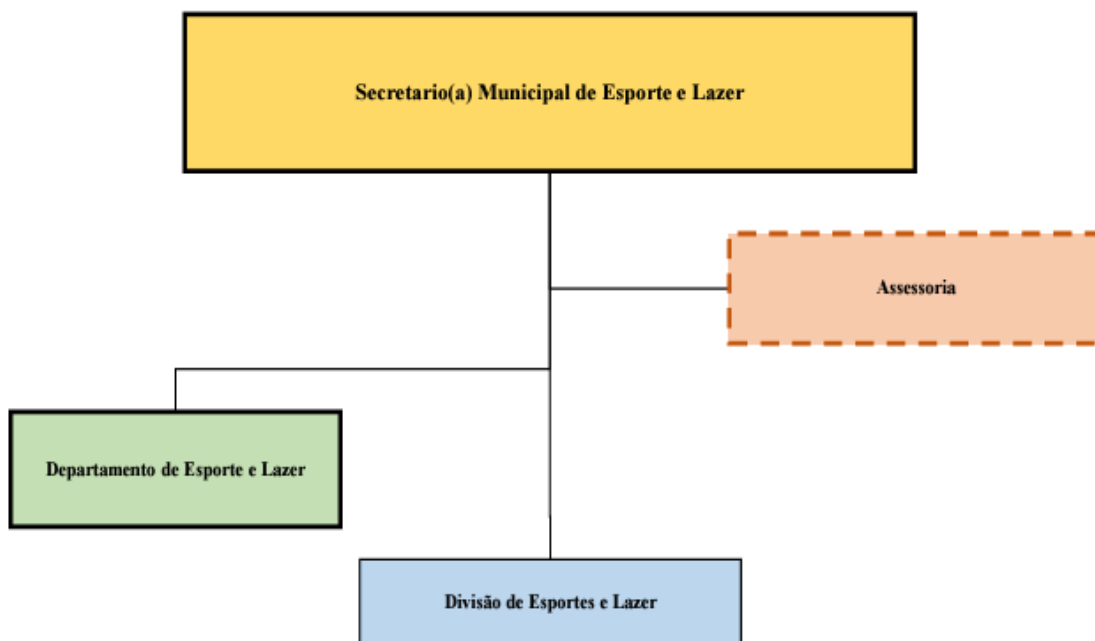 Secretario(a) Municipal de Esporte e Lazer
Assessoria
Departamento de Esporte e Lazer
Divisão de Esportes e Lazer